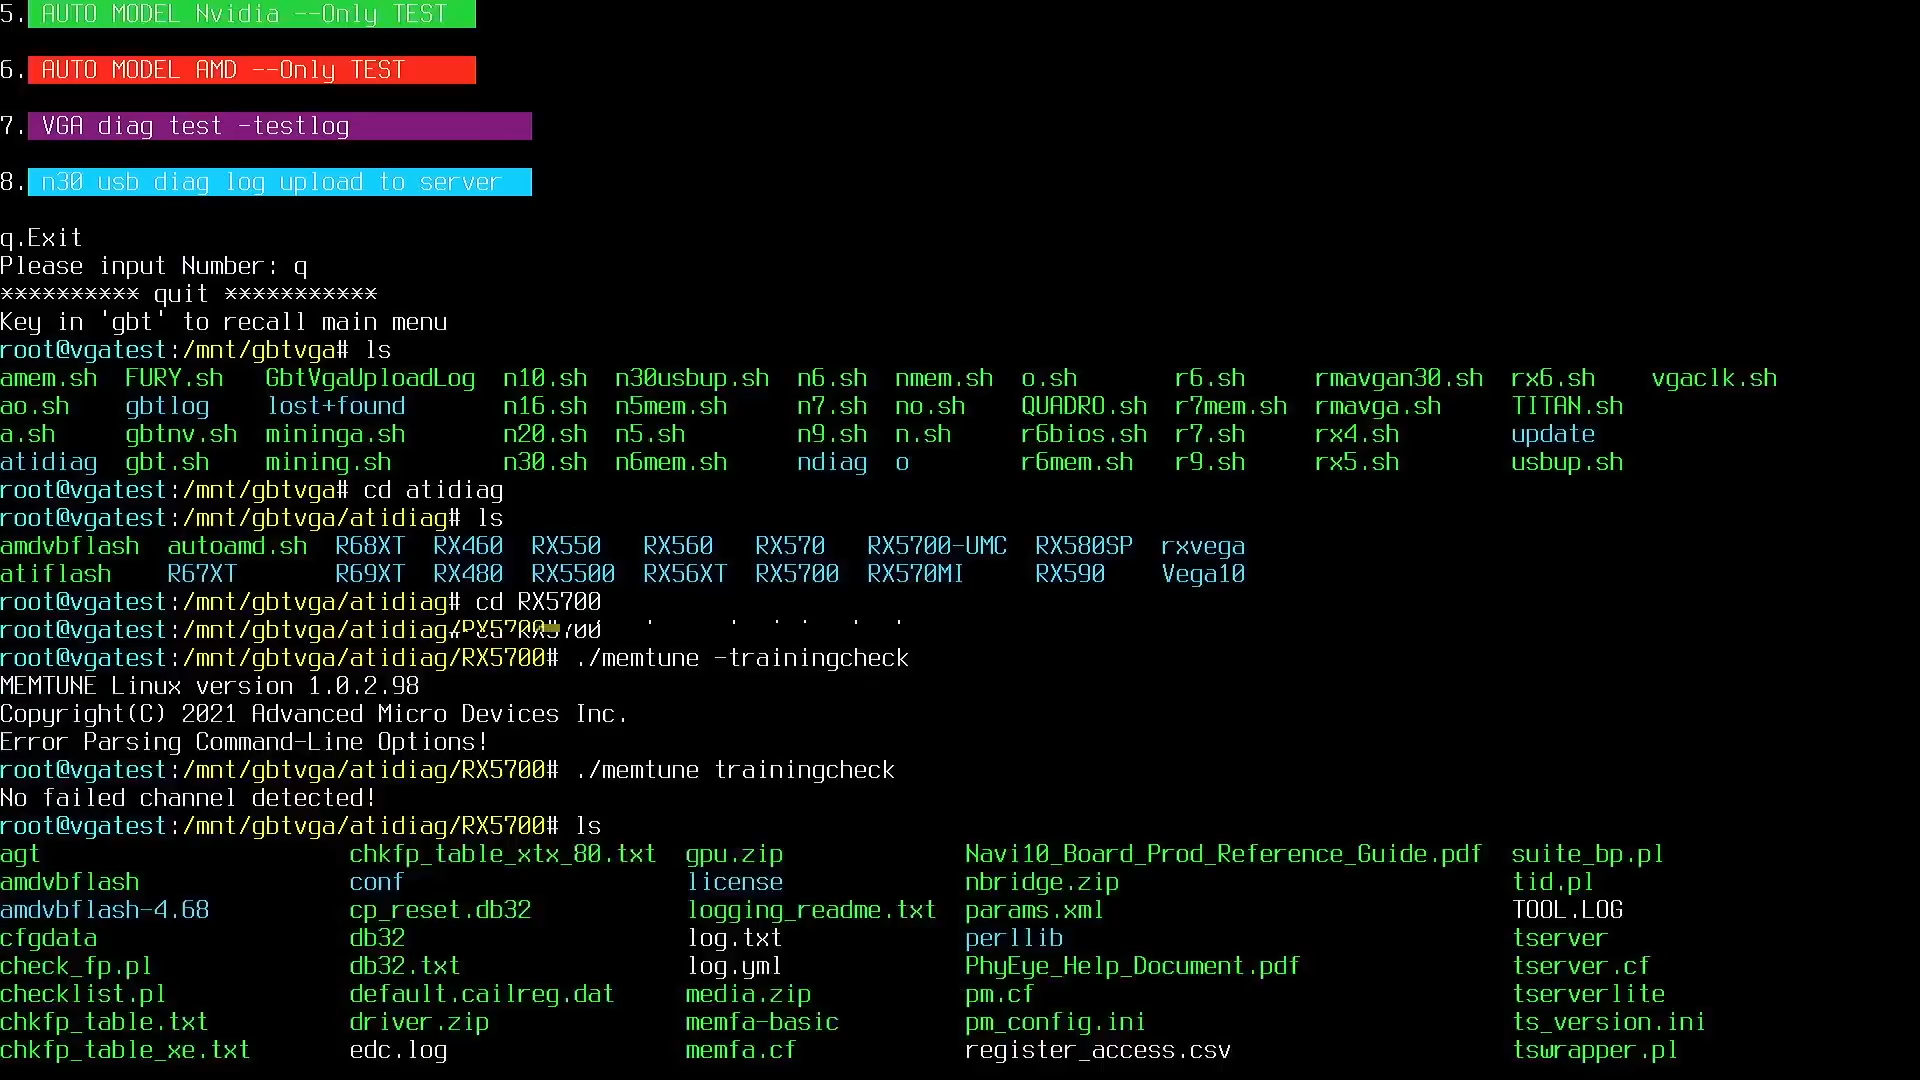 5. AUTO MODEL Nvidia --Only TEST
6. AUTO MODEL AMD --Only TEST
7. VGA diag test -testlog
8. n30 usb diag log upload to server
q.Exit
Please input Number: q
********** quit ***********
Key in 'gbt' to recall main menu
root@vgatest:/mnt/gbtvga# ls
amem.sh FURY.sh GbtVgaUploadLog n10.sh n30usbup.sh n6.sh nmem.sh o.sh r6.sh rmavgan30.sh rx6.sh vgaclk.sh
ao.sh gbtlog lost+found n16.sh n5mem.sh n7.sh no.sh QUADRO.sh r7mem.sh rmavga.sh TITAN.sh
a.sh gbtnv.sh mininga.sh n20.sh n5.sh n9.sh n.sh r6bios.sh r7.sh rx4.sh update
atidiag gbt.sh mining.sh n30.sh n6mem.sh ndiag o r6mem.sh r9.sh rx5.sh usbup.sh
root@vgatest:/mnt/gbtvga# cd atidiag
root@vgatest:/mnt/gbtvga/atidiag# ls
amdvbflash autoamd.sh R68XT RX460 RX550 RX560 RX570 RX5700-UMC RX580SP rxvega
atiflash R67XT R69XT RX480 RX5500 RX56XT RX5700 RX570MI RX590 Vega10
root@vgatest:/mnt/gbtvga/atidiag# cd RX5700
root@vgatest:/mnt/gbtvga/atidiag
root@vgatest:/mnt/gbtvga/atidiag/RX5700# ./memtune -trainingcheck
MEMTUNE Linux version 1.0.2.98
Copyright(C) 2021 Advanced Micro Devices Inc.
Error Parsing Command-Line Options!
root@vgatest:/mnt/gbtvga/atidiag/RX5700# ./memtune trainingcheck
No failed channel detected!
root@vgatest:/mnt/gbtvga/atidiag/RX5700# ls
agt chkfp_table_xtx_80.txt gpu.zip Navi10_Board_Prod_Reference_Guide.pdf suite_bp.pl
amdvbflash conf license nbridge.zip tid.pl
amdvbflash-4.68 cp_reset.db32 logging_readme.txt params.xml TOOL.LOG
cfgdata db32 log.txt perllib tserver
check_fp.pl db32.txt log.yml PhyEye_Help_Document.pdf tserver.cf
checklist.pl default.cailreg.dat media.zip pm.cf tserverlite
chkfp_table.txt driver.zip memfa-basic pm_config.ini ts_version.ini
chkfp_table_xe.txt edc.log memfa.cf register_access.csv tswrapper.pl